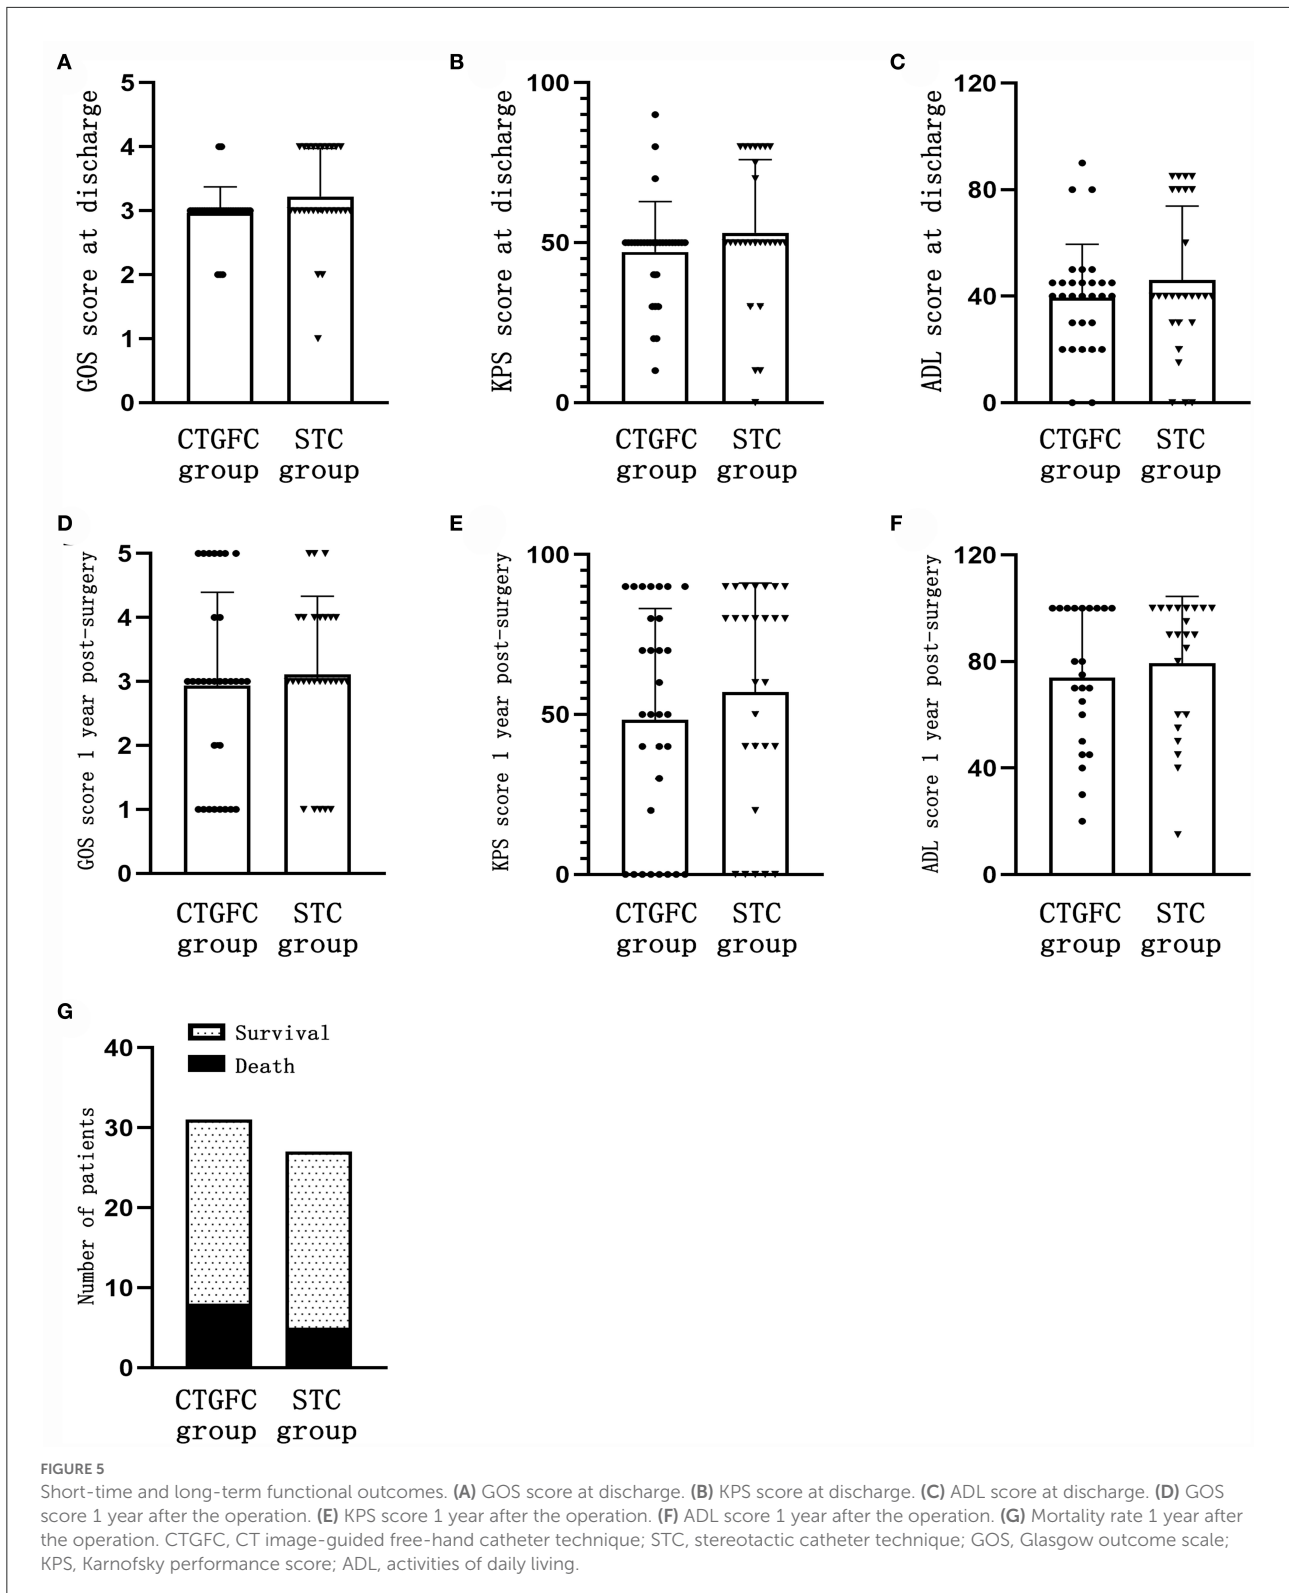 A
GOS score at discharge
5
4
3
2
1
0
CTGFC group
STC group
B
KPS score at discharge
100
50
0
CTGFC group
STC group
C
ADL score at discharge
120
80
40
0
CTGFC group
STC group
D
GOS score 1 year post-surgery
5
4
3
2
1
0
CTGFC group
STC group
E
KPS score 1 year post-surgery
100
50
0
CTGFC group
STC group
F
ADL score 1 year post-surgery
120
80
40
0
CTGFC group
STC group
G
Survival
Death
Number of patients
40
30
20
10
0
CTGFC group
STC group
FIGURE 5
Short-time and long-term functional outcomes. (A) GOS score at discharge. (B) KPS score at discharge. (C) ADL score at discharge. (D) GOS
score 1 year after the operation. (E) KPS score 1 year after the operation. (F) ADL score 1 year after the operation. (G) Mortality rate 1 year after
the operation. CTGFC, CT image-guided free-hand catheter technique; STC, stereotactic catheter technique; GOS, Glasgow outcome scale;
KPS, Karnofsky performance score; ADL, activities of daily living.